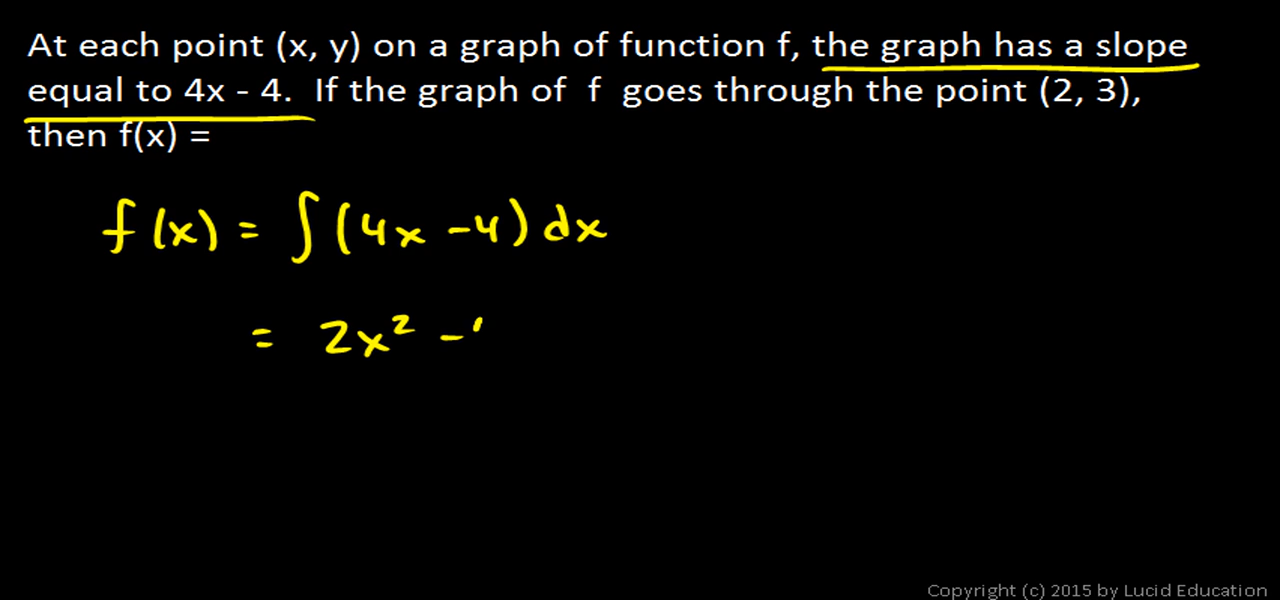 At each point (x, y) on a graph of function f, the graph has a slope
equal to 4x - 4. If the graph of f goes through the point (2, 3),
then f(x) =
f(x) = ∫(4x - 4) dx
= 2x² -
Copyright (c) 2015 by Lucid Education